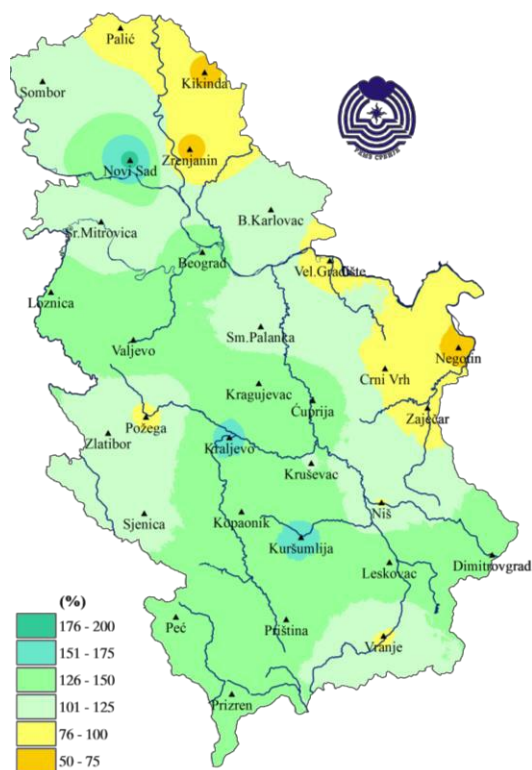 Palić
Kikinda
Sombor
Novi Sad
Zrenjanin
B.Karlovac
Sr.Mitrovica
Beograd
Vel.Gradište
Loznica
Valjevo
Sm.Palanka
Negotin
Crni Vrh
Kragujevac
Ćuprija
Zaječar
Požega
Zlatibor
Kraljevo
Kruševac
Niš
Sjenica
Kopaonik
Kuršumlija
Leskovac
Dimitrovgrad
Peć
Priština
Vranje
Prizren
(%)
176 - 200
151 - 175
126 - 150
101 - 125
76 - 100
50 - 75